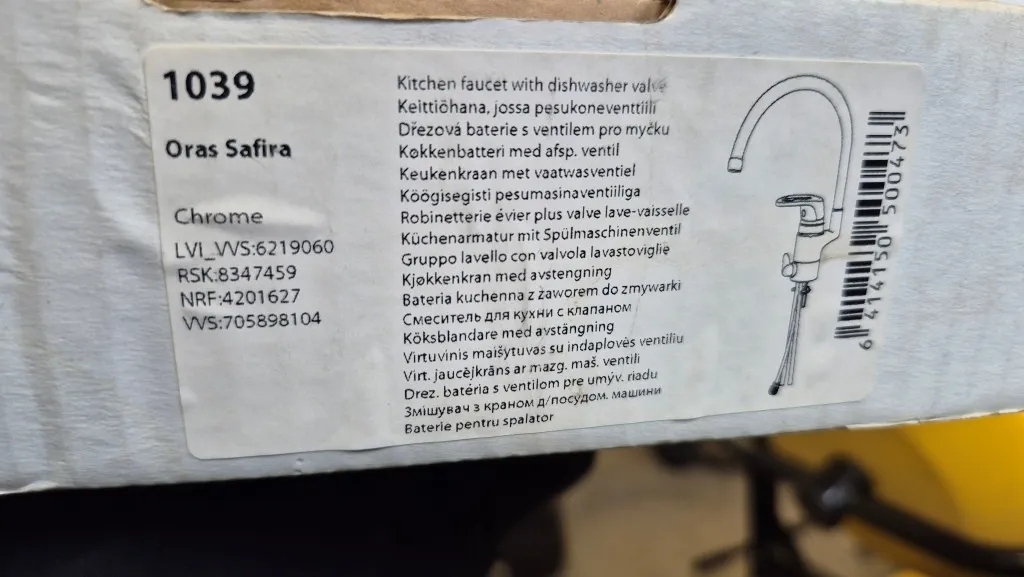 1039
Oras Safira
Chrome
LVI_VVS:6219060
RSK:8347459
NRF:4201627
VVS:705898104
Kitchen faucet with dishwasher valve
Keittiöhana, jossa pesukoneventtiili
Dřezová baterie s ventilem pro myčku
Køkkenbatteri med afsp. ventil
Keukenkraan met vaatwasventiel
Köögisegisti pesumasinaventiiliga
Robinetterie évier plus valve lave-vaisselle
Küchenarmatur mit Spülmaschinenventil
Gruppo lavello con valvola lavastoviglie
Kjøkkenkran med avstengning
Bateria kuchenna z zaworem do zmywarki
Смеситель для кухни с клапаном
Köksblandare med avstängning
Virtuvinis maišytuvas su indaplovės ventiliu
Virt. jaucējkrāns ar mazg. maš. ventili
Drez. batéria s ventilom pre umýv. riadu
Змішувач з краном д/посудом. машини
Baterie pentru spalator
6 414150 500473